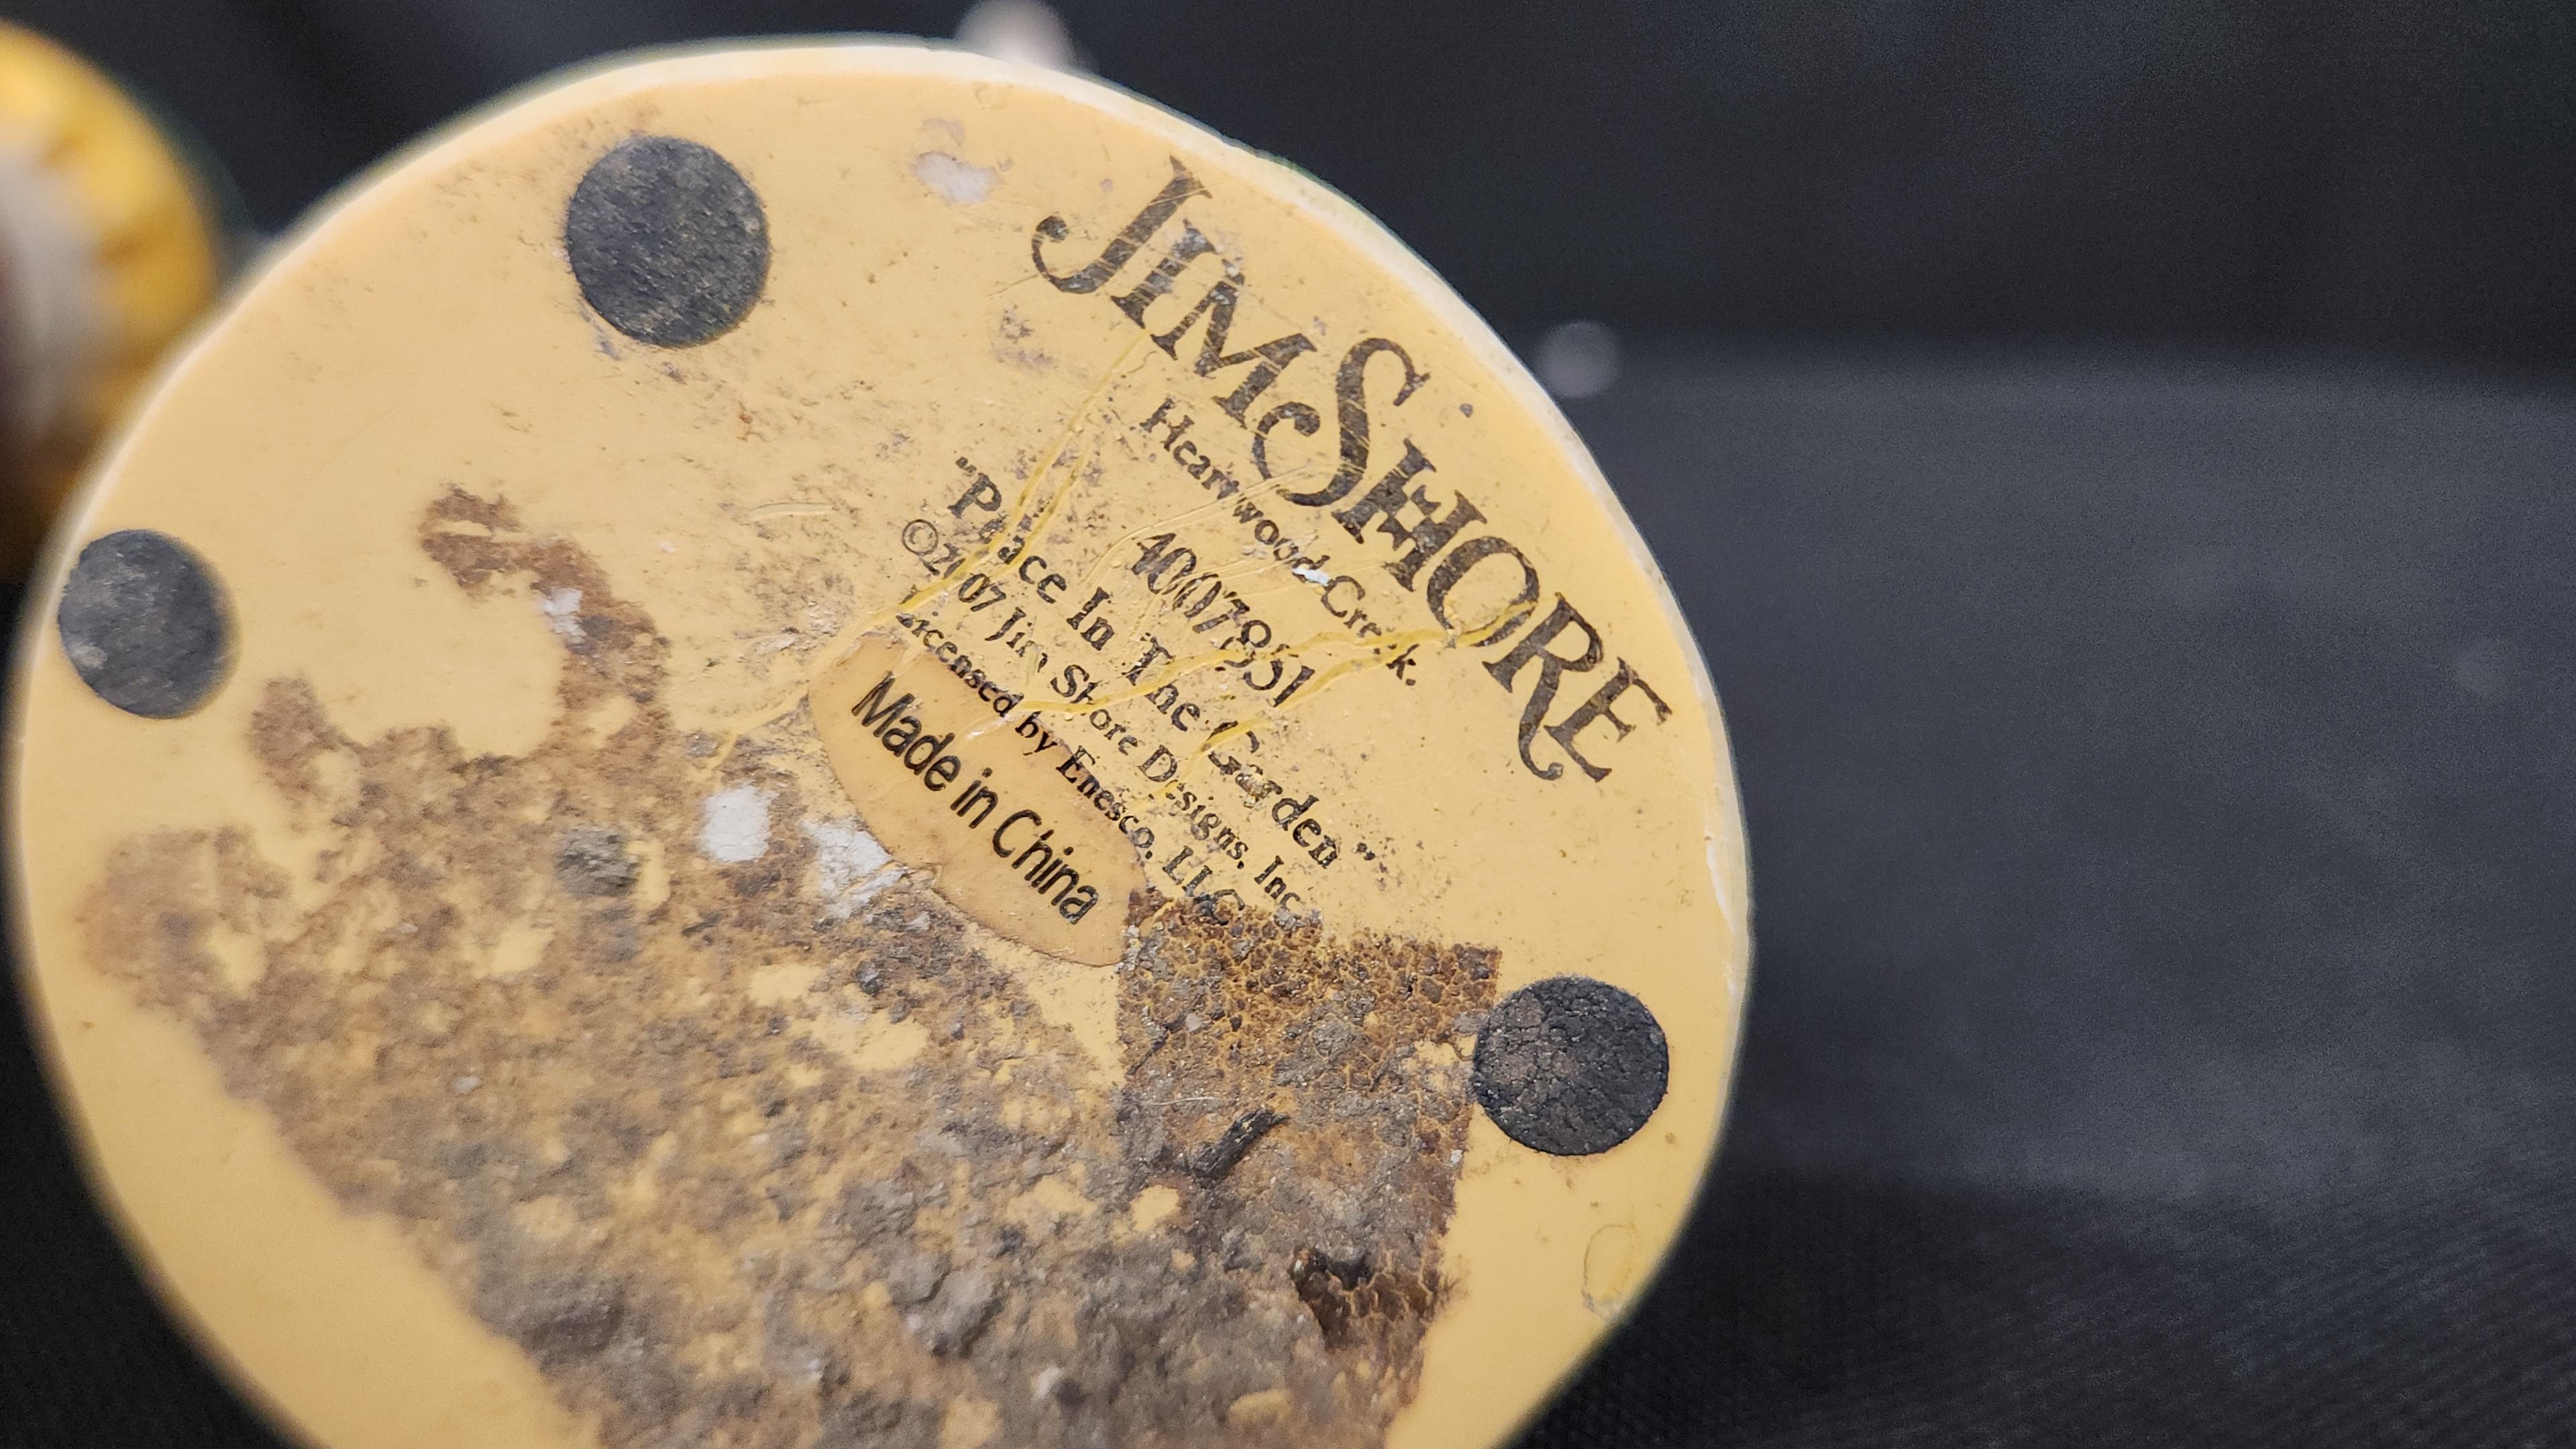 JIM SHORE
Heartwood Creek.
4007851
"Peace In The Garden"
©2007 Jim Shore Designs, Inc.
Licensed by Enesco, LLC
Made in China